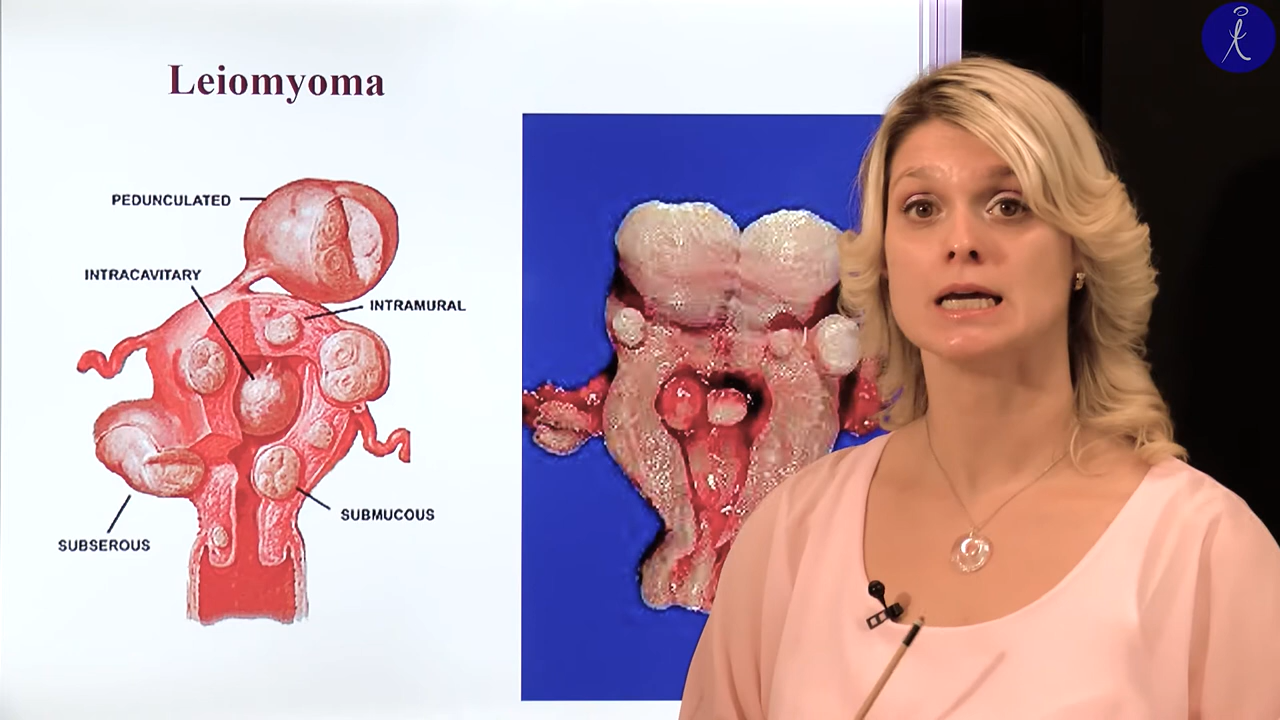 Leiomyoma
PEDUNCULATED
INTRACAVITARY
INTRAMURAL
SUBMUCOUS
SUBSEROUS